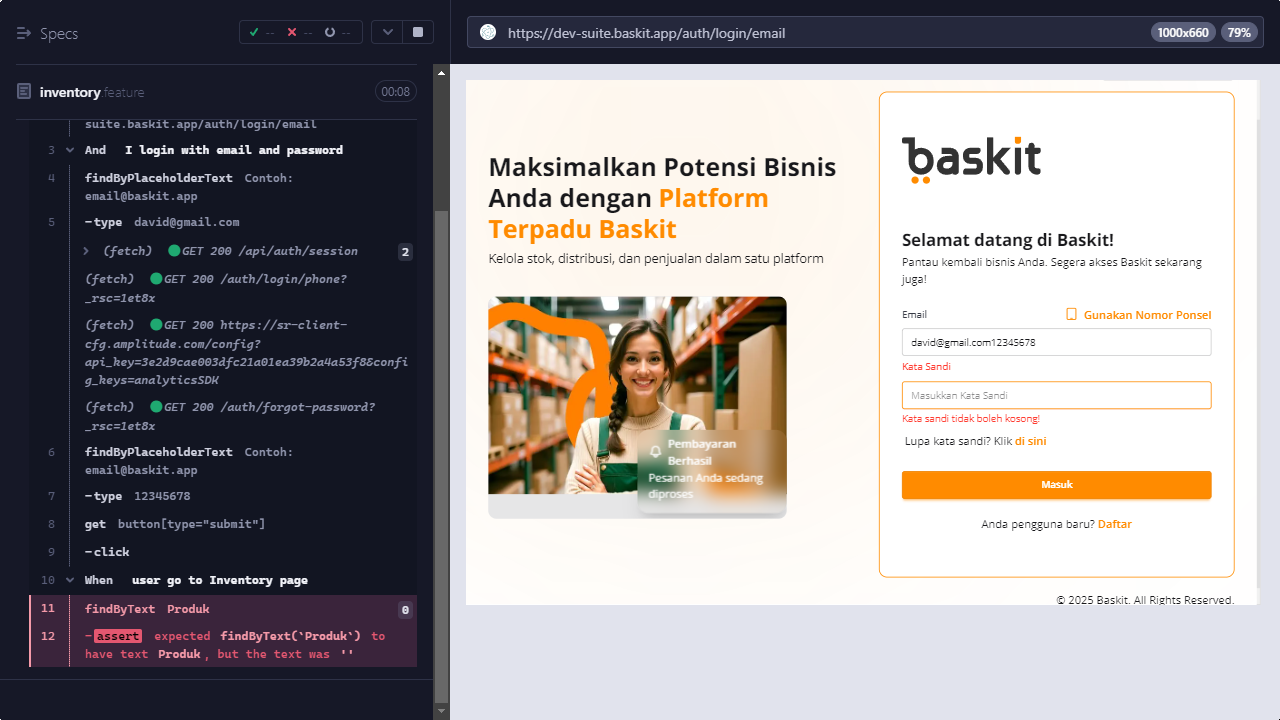 Specs
-- -- --
inventory.feature
00:08
suite.baskit.app/auth/login/email
3 And I login with email and password
4 findByPlaceholderText Contoh:
email@baskit.app
5 -type david@gmail.com
(fetch) GET 200 /api/auth/session 2
(fetch) GET 200 /auth/login/phone?
_rsc=1et8x
(fetch) GET 200 https://sr-client-
cfg.amplitude.com/config?
api_key=3e2d9cae003dfc21a01ea39b2a4a53f8&confi
g_keys=analyticsSDK
(fetch) GET 200 /auth/forgot-password?
_rsc=1et8x
6 findByPlaceholderText Contoh:
email@baskit.app
7 -type 12345678
8 get button[type="submit"]
9 -click
10 When user go to Inventory page
11 findByText Produk 0
12 -assert expected findByText(`Produk`) to
have text Produk, but the text was ''
https://dev-suite.baskit.app/auth/login/email
1000x660
79%
Maksimalkan Potensi Bisnis
Anda dengan Platform
Terpadu Baskit
Kelola stok, distribusi, dan penjualan dalam satu platform
Pembayaran
Berhasil
Pesanan Anda sedang
diproses
baskit
Selamat datang di Baskit!
Pantau kembali bisnis Anda. Segera akses Baskit sekarang
juga!
Email
Gunakan Nomor Ponsel
david@gmail.com12345678
Kata Sandi
Masukkan Kata Sandi
Kata sandi tidak boleh kosong!
Lupa kata sandi? Klik di sini
Masuk
Anda pengguna baru? Daftar
© 2025 Baskit. All Rights Reserved.